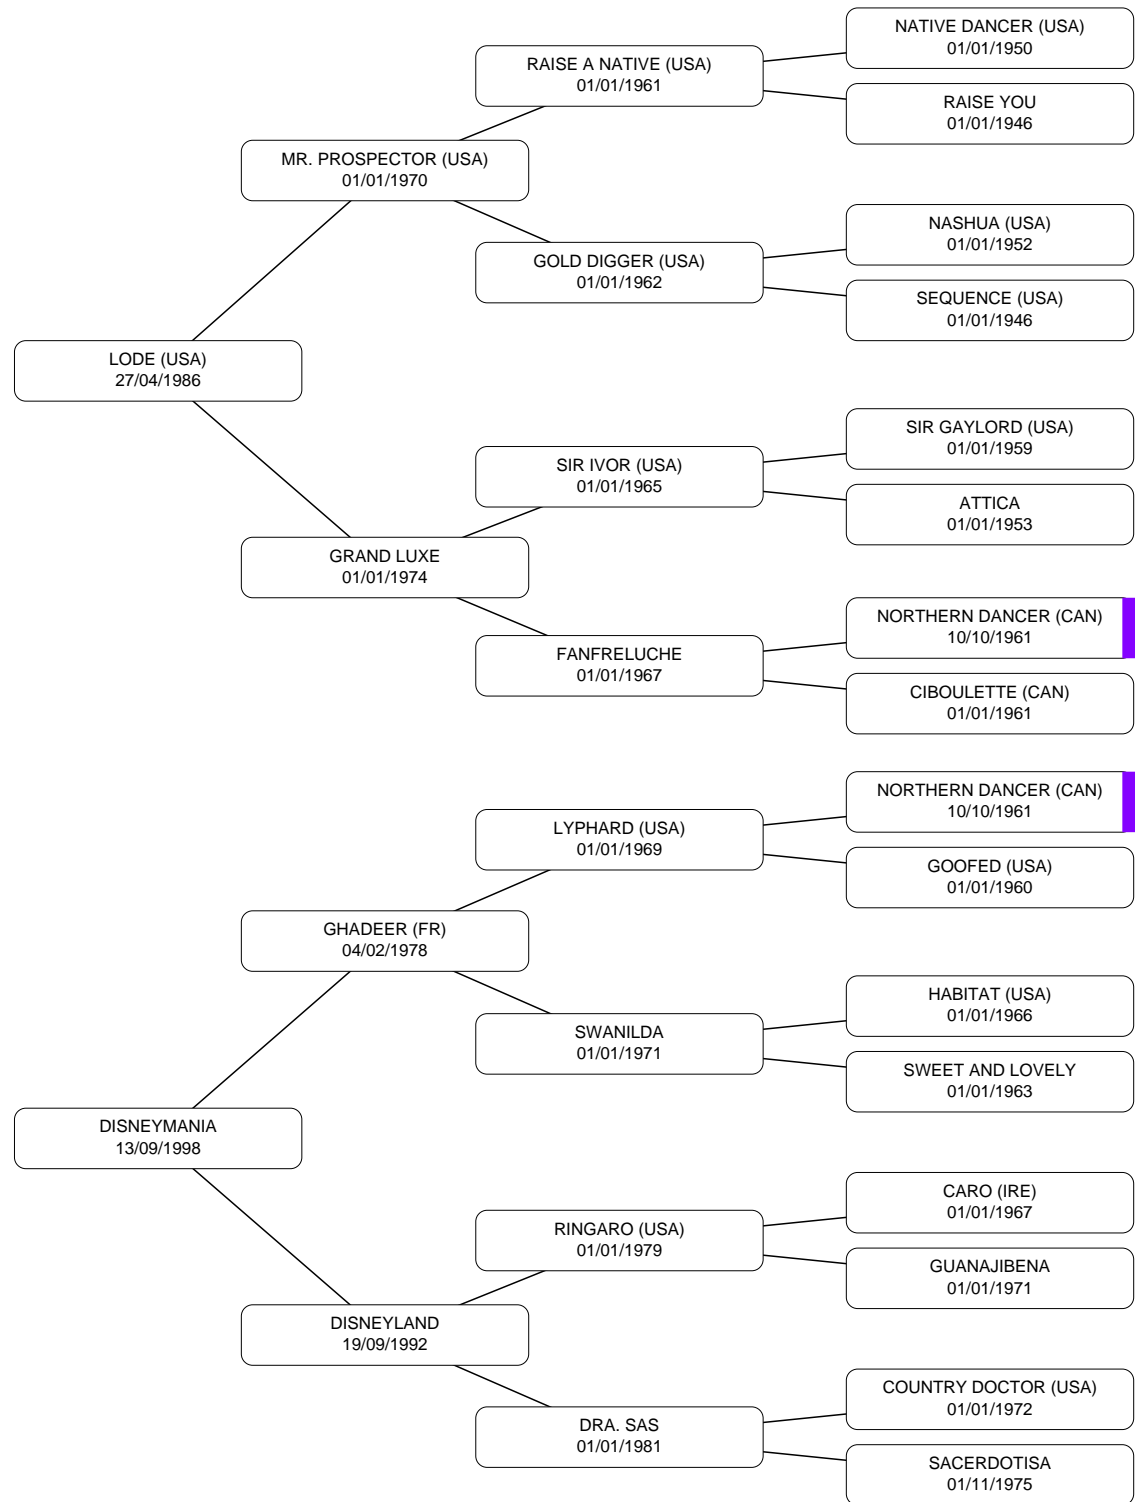 NATIVE DANCER (USA)
01/01/1950
RAISE A NATIVE (USA)
01/01/1961
RAISE YOU
01/01/1946
MR. PROSPECTOR (USA)
01/01/1970
NASHUA (USA)
01/01/1952
GOLD DIGGER (USA)
01/01/1962
SEQUENCE (USA)
01/01/1946
LODE (USA)
27/04/1986
SIR GAYLORD (USA)
01/01/1959
SIR IVOR (USA)
01/01/1965
ATTICA
01/01/1953
GRAND LUXE
01/01/1974
NORTHERN DANCER (CAN)
10/10/1961
FANFRELUCHE
01/01/1967
CIBOULETTE (CAN)
01/01/1961
NORTHERN DANCER (CAN)
10/10/1961
LYPHARD (USA)
01/01/1969
GOOFED (USA)
01/01/1960
GHADEER (FR)
04/02/1978
HABITAT (USA)
01/01/1966
SWANILDA
01/01/1971
SWEET AND LOVELY
01/01/1963
DISNEYMANIA
13/09/1998
CARO (IRE)
01/01/1967
RINGARO (USA)
01/01/1979
GUANAJIBENA
01/01/1971
DISNEYLAND
19/09/1992
COUNTRY DOCTOR (USA)
01/01/1972
DRA. SAS
01/01/1981
SACERDOTISA
01/11/1975